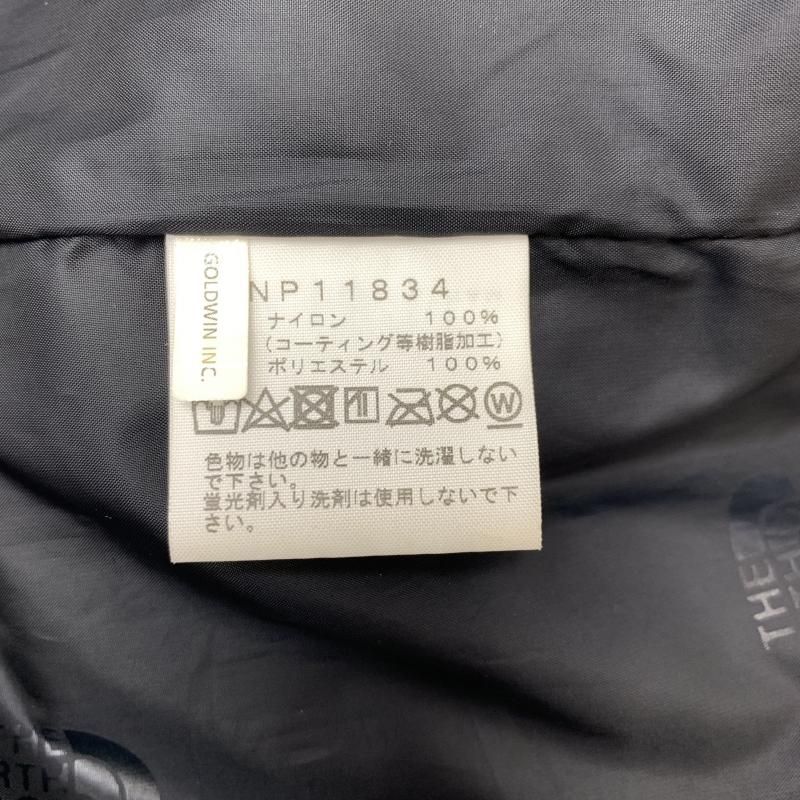 GOLDWIN INC.
NP11834
ナイロン 100%
(コーティング等樹脂加工)
ポリエステル 100%
W
色物は他の物と一緒に洗濯しない
で下さい。
蛍光剤入り洗剤は使用しないで下
さい。
THE
THE
THE
RTH